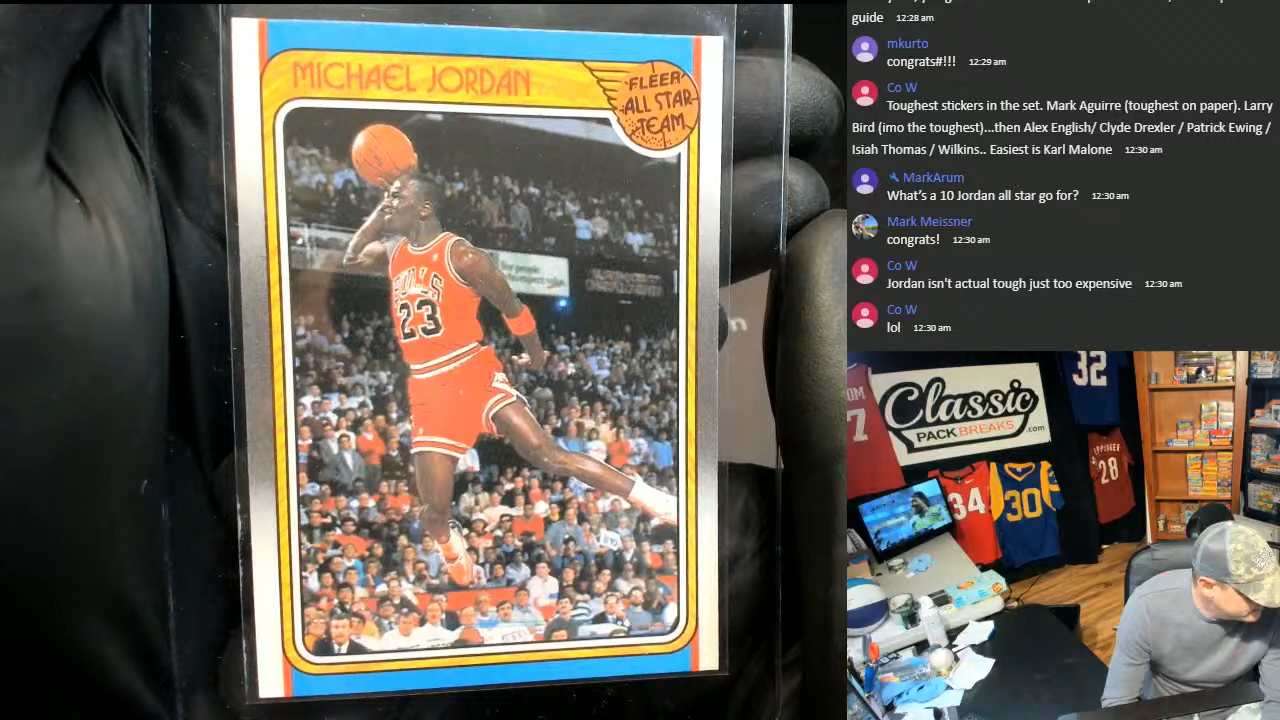 MICHAEL JORDAN
FLEER
ALL STAR
TEAM
BULLS
23
guide 12:28 am
mkurto
congrats#!!! 12:29 am
Co W
Toughest stickers in the set. Mark Aguirre (toughest on paper). Larry
Bird (imo the toughest)...then Alex English/ Clyde Drexler / Patrick Ewing /
Isiah Thomas / Wilkins.. Easiest is Karl Malone 12:30 am
MarkArum
What's a 10 Jordan all star go for? 12:30 am
Mark Meissner
congrats! 12:30 am
Co W
Jordan isn't actual tough just too expensive 12:30 am
Co W
lol 12:30 am
Classic
PACK BREAKS .com
32
7
34
30
28